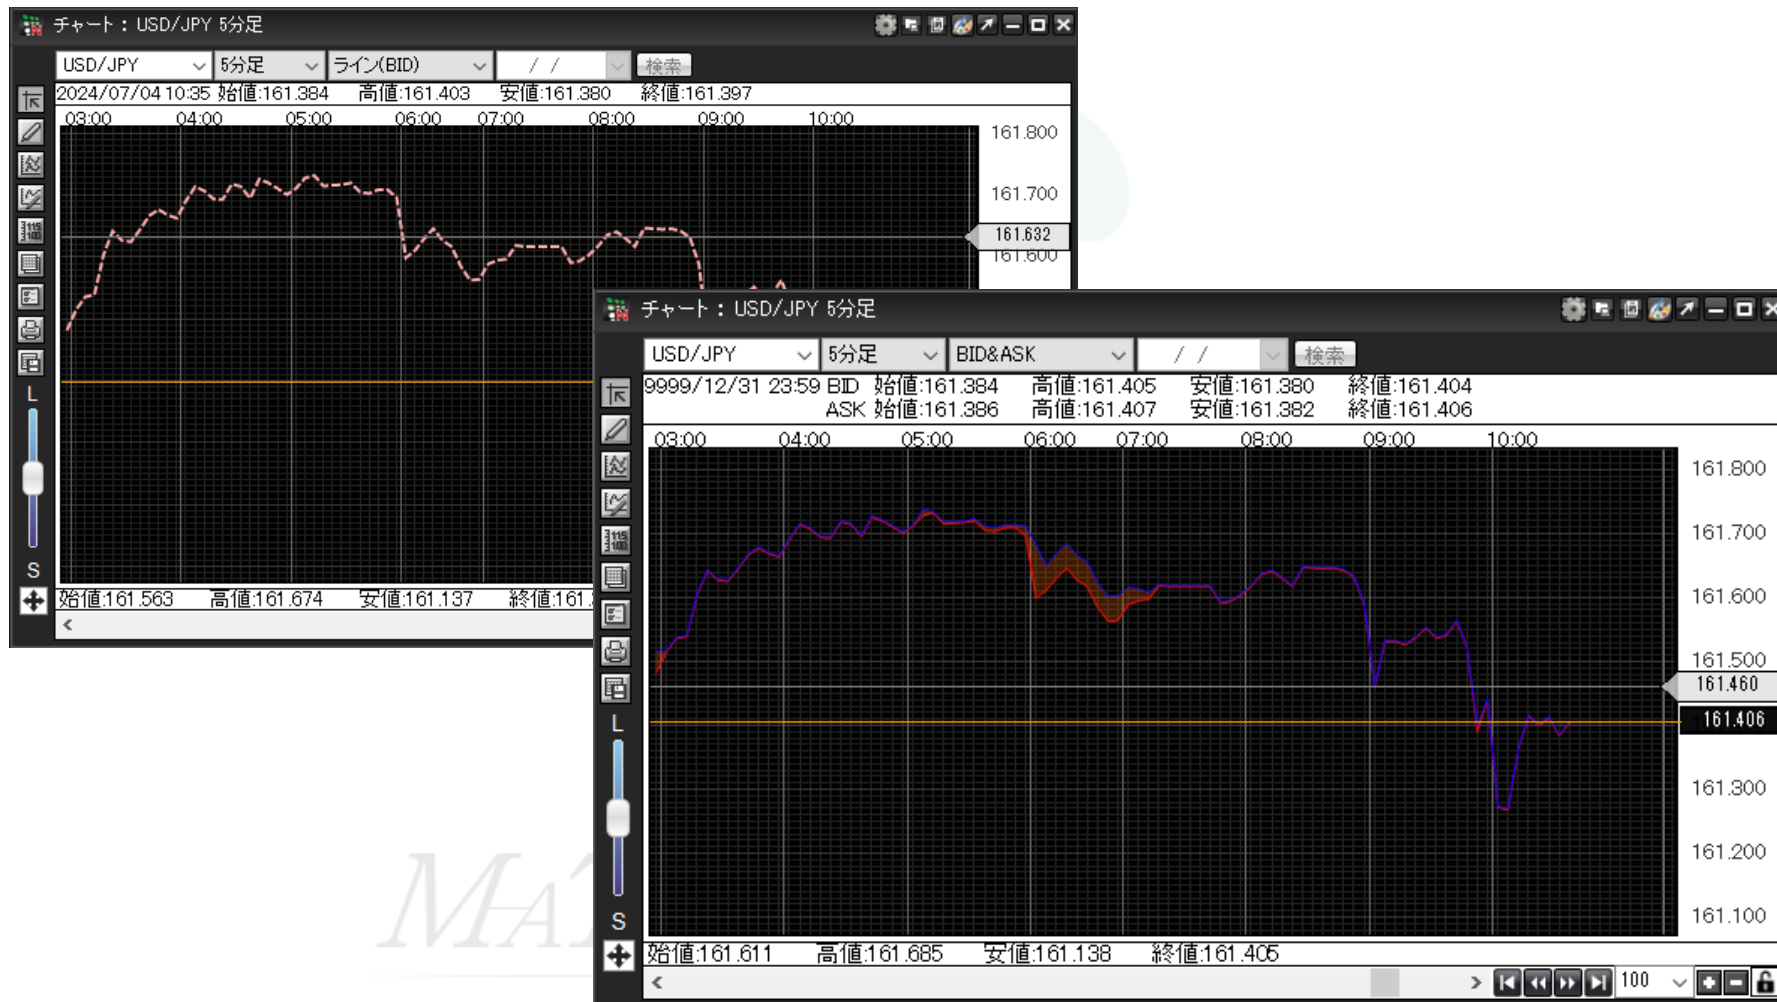 チャート：USD/JPY 5分足
USD/JPY 5分足 ライン(BID) / / 検索
2024/07/04 10:35 始値:161.384 高値:161.403 安値:161.380 終値:161.397
03:00 04:00 05:00 06:00 07:00 08:00 09:00 10:00
161.800
161.700
161.632
161.600
L
S
始値:161.563 高値:161.674 安値:161.137 終値:161.
チャート：USD/JPY 5分足
USD/JPY 5分足 BID&ASK / / 検索
9999/12/31 23:59 BID 始値:161.384 高値:161.405 安値:161.380 終値:161.404
ASK 始値:161.386 高値:161.407 安値:161.382 終値:161.406
03:00 04:00 05:00 06:00 07:00 08:00 09:00 10:00
161.800
161.700
161.600
161.500
161.460
161.406
161.300
161.200
161.100
L
S
始値:161.611 高値:161.685 安値:161.138 終値:161.405
100